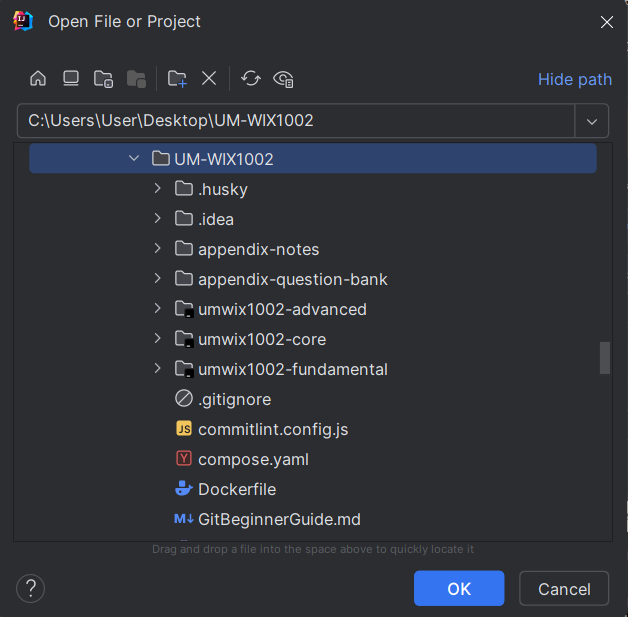 Open File or Project
Hide path
C:\Users\User\Desktop\UM-WIX1002
UM-WIX1002
.husky
.idea
appendix-notes
appendix-question-bank
umwix1002-advanced
umwix1002-core
umwix1002-fundamental
.gitignore
JS commitlint.config.js
Y compose.yaml
Dockerfile
M↓ GitBeginnerGuide.md
Drag and drop a file into the space above to quickly locate it
? OK Cancel